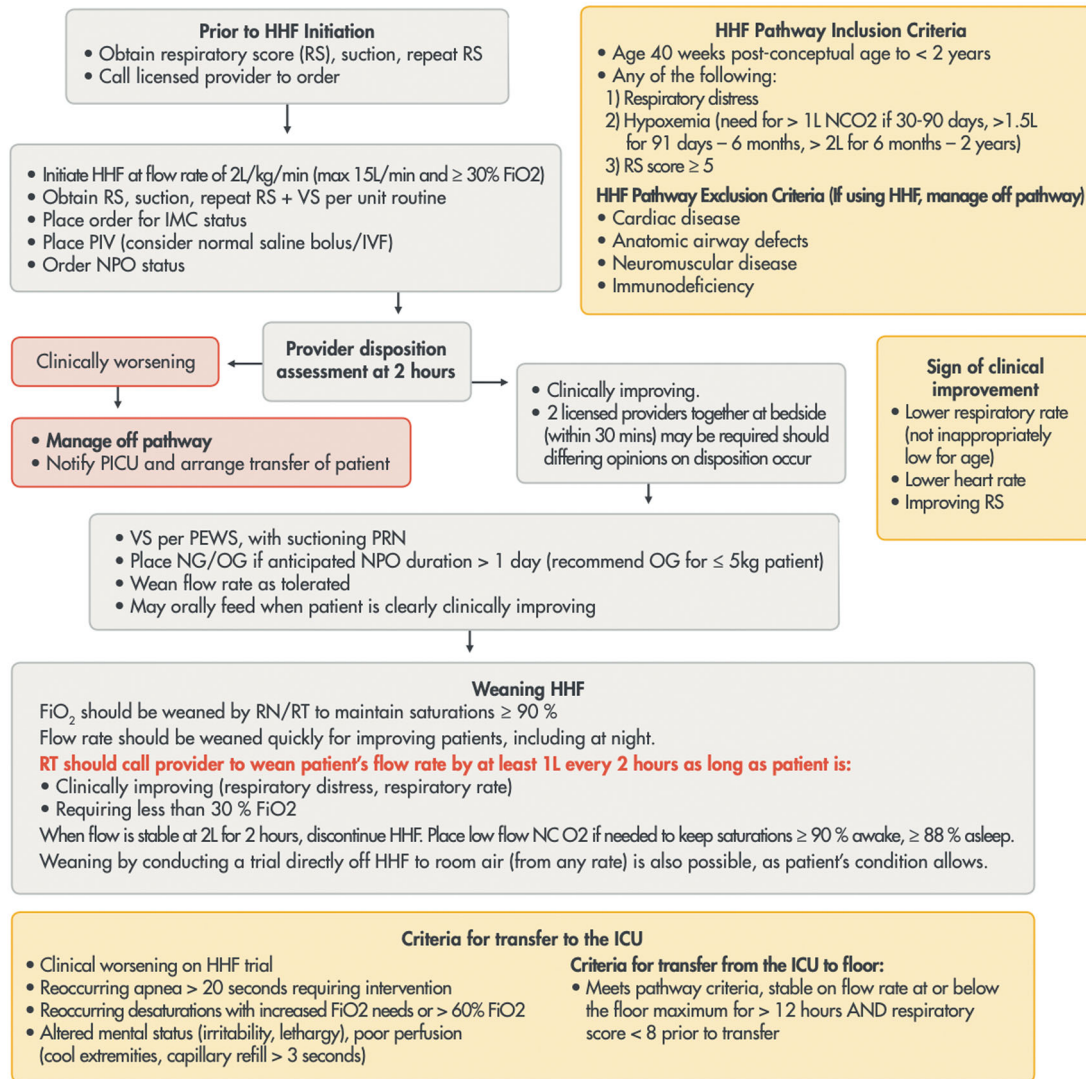 Prior to HHF Initiation
• Obtain respiratory score (RS), suction, repeat RS
• Call licensed provider to order
HHF Pathway Inclusion Criteria
• Age 40 weeks post-conceptual age to < 2 years
• Any of the following:
1) Respiratory distress
2) Hypoxemia (need for > 1L NCO2 if 30-90 days, >1.5L
for 91 days – 6 months, > 2L for 6 months – 2 years)
3) RS score ≥ 5
HHF Pathway Exclusion Criteria (If using HHF, manage off pathway)
• Cardiac disease
• Anatomic airway defects
• Neuromuscular disease
• Immunodeficiency
• Initiate HHF at flow rate of 2L/kg/min (max 15L/min and ≥ 30% FiO2)
• Obtain RS, suction, repeat RS + VS per unit routine
• Place order for IMC status
• Place PIV (consider normal saline bolus/IVF)
• Order NPO status
Provider disposition
assessment at 2 hours
Clinically worsening
• Manage off pathway
• Notify PICU and arrange transfer of patient
• Clinically improving.
• 2 licensed providers together at bedside
(within 30 mins) may be required should
differing opinions on disposition occur
Sign of clinical
improvement
• Lower respiratory rate
(not inappropriately
low for age)
• Lower heart rate
• Improving RS
• VS per PEWS, with suctioning PRN
• Place NG/OG if anticipated NPO duration > 1 day (recommend OG for ≤ 5kg patient)
• Wean flow rate as tolerated
• May orally feed when patient is clearly clinically improving
Weaning HHF
FiO₂ should be weaned by RN/RT to maintain saturations ≥ 90 %
Flow rate should be weaned quickly for improving patients, including at night.
RT should call provider to wean patient's flow rate by at least 1L every 2 hours as long as patient is:
• Clinically improving (respiratory distress, respiratory rate)
• Requiring less than 30 % FiO2
When flow is stable at 2L for 2 hours, discontinue HHF. Place low flow NC O2 if needed to keep saturations ≥ 90 % awake, ≥ 88 % asleep.
Weaning by conducting a trial directly off HHF to room air (from any rate) is also possible, as patient's condition allows.
Criteria for transfer to the ICU
• Clinical worsening on HHF trial
• Reoccurring apnea > 20 seconds requiring intervention
• Reoccurring desaturations with increased FiO2 needs or > 60% FiO2
• Altered mental status (irritability, lethargy), poor perfusion
(cool extremities, capillary refill > 3 seconds)
Criteria for transfer from the ICU to floor:
• Meets pathway criteria, stable on flow rate at or below
the floor maximum for > 12 hours AND respiratory
score < 8 prior to transfer